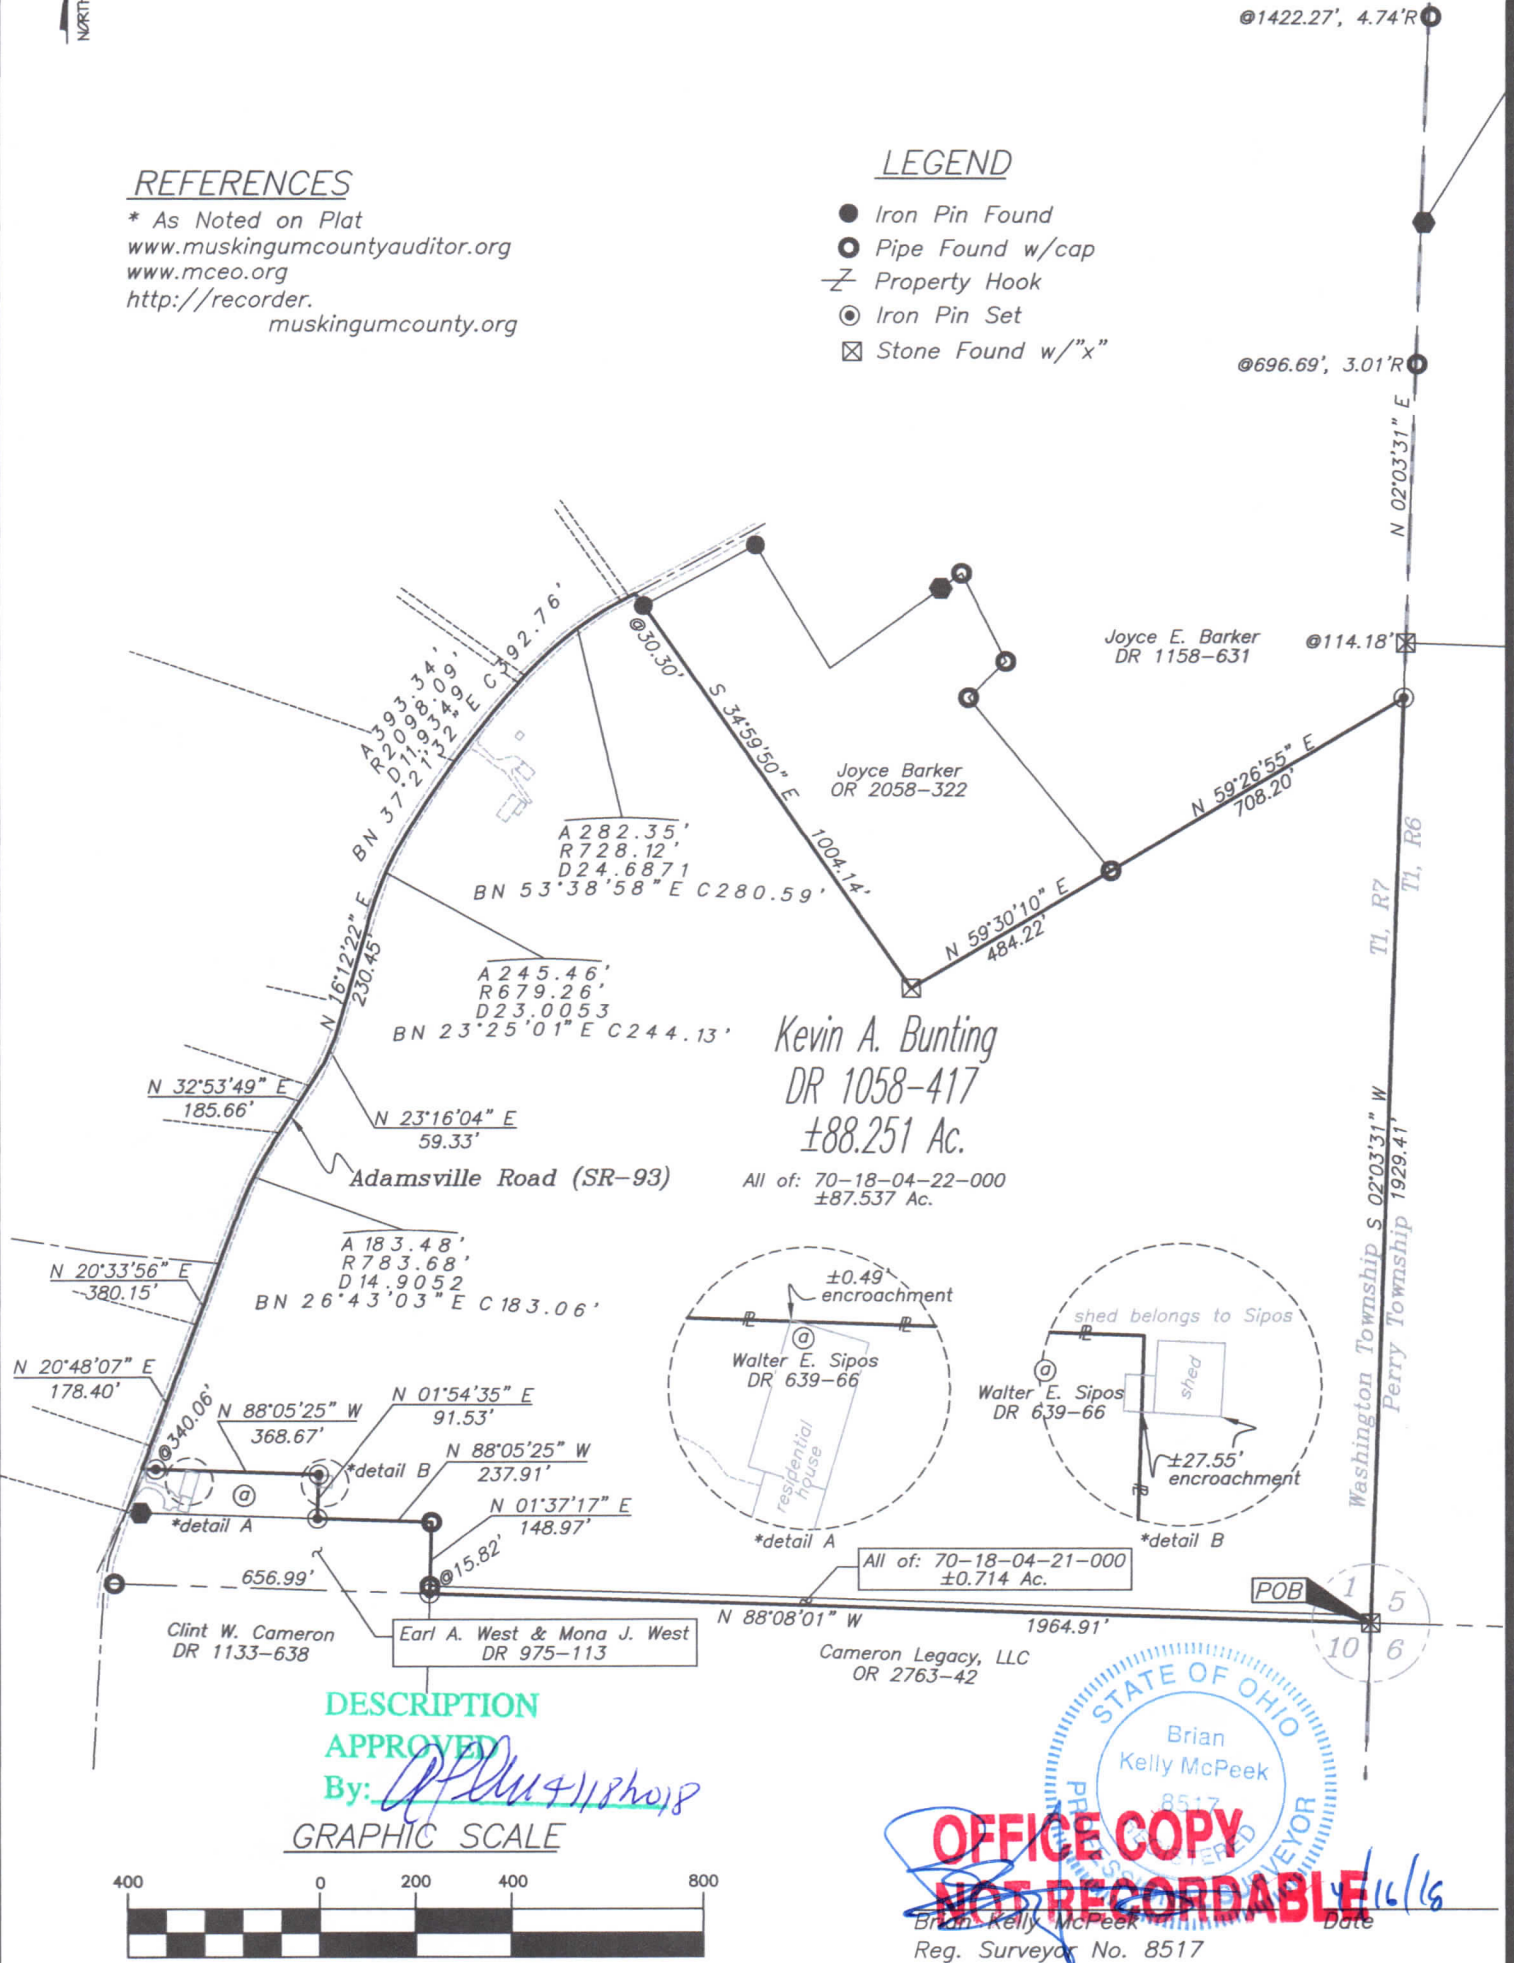 NORTH
@1422.27', 4.74'R
REFERENCES
* As Noted on Plat
www.muskingumcountyauditor.org
www.mceo.org
http://recorder.
muskingumcounty.org
LEGEND
Iron Pin Found
Pipe Found w/cap
Property Hook
Iron Pin Set
Stone Found w/"x"
@696.69', 3.01'R
N 02°03'31" E
@114.18'
Joyce E. Barker
DR 1158-631
@30.30'
S 34°59'50" E
1004.14'
Joyce Barker
OR 2058-322
N 59°26'55" E
708.20'
N 59°30'10" E
484.22'
T1, R7
T1, R6
A 393.34'
R 2098.09'
D 11.9349
BN 37°21'32" E C 392.76'
A 282.35'
R 728.12'
D 24.6871
BN 53°38'58" E C 280.59'
N 16°12'22" E
230.45'
A 245.46'
R 679.26'
D 23.0053
BN 23°25'01" E C 244.13'
Kevin A. Bunting
DR 1058-417
±88.251 Ac.
All of: 70-18-04-22-000
±87.537 Ac.
N 32°53'49" E
185.66'
N 23°16'04" E
59.33'
Adamsville Road (SR-93)
A 183.48'
R 783.68'
D 14.9052
BN 26°43'03" E C 183.06'
N 20°33'56" E
380.15'
N 20°48'07" E
178.40'
@340.06'
N 88°05'25" W
368.67'
N 01°54'35" E
91.53'
*detail B
N 88°05'25" W
237.91'
a
*detail A
N 01°37'17" E
148.97'
@15.82'
656.99'
±0.49'
encroachment
a
Walter E. Sipos
DR 639-66
residential
house
*detail A
shed belongs to Sipos
a
Walter E. Sipos
DR 639-66
shed
±27.55'
encroachment
*detail B
Washington Township S 02°03'31" W
Perry Township 1929.41'
All of: 70-18-04-21-000
±0.714 Ac.
N 88°08'01" W
1964.91'
POB
1 5
10 6
Clint W. Cameron
DR 1133-638
Earl A. West & Mona J. West
DR 975-113
Cameron Legacy, LLC
OR 2763-42
DESCRIPTION
APPROVED
By: 4/18/2018
STATE OF OHIO
Brian
Kelly McPeek
8517
REGISTERED
PROFESSIONAL SURVEYOR
OFFICE COPY
NOT RECORDABLE
4/16/18
Brian Kelly McPeek
Date
Reg. Surveyor No. 8517
GRAPHIC SCALE
400 0 200 400 800